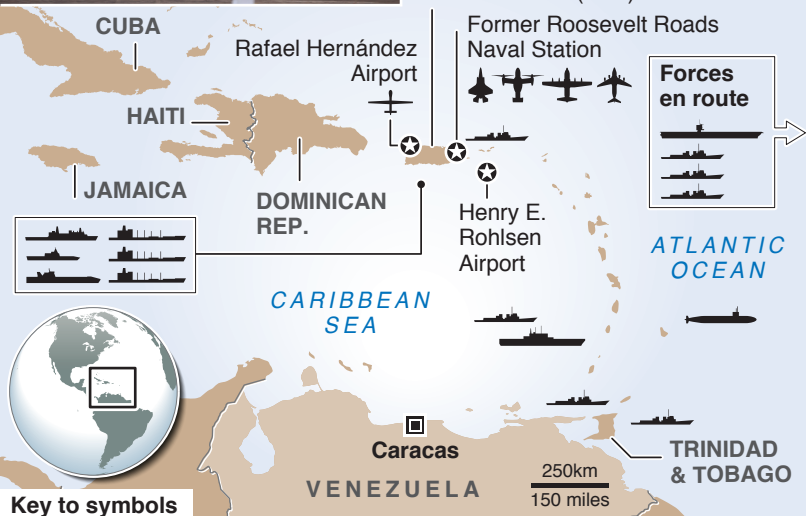 CUBA
Rafael Hernández
Airport
Former Roosevelt Roads
Naval Station
Forces
en route
HAITI
JAMAICA
DOMINICAN
REP.
Henry E.
Rohlsen
Airport
ATLANTIC
OCEAN
CARIBBEAN
SEA
Caracas
VENEZUELA
250km
150 miles
TRINIDAD
& TOBAGO
Key to symbols